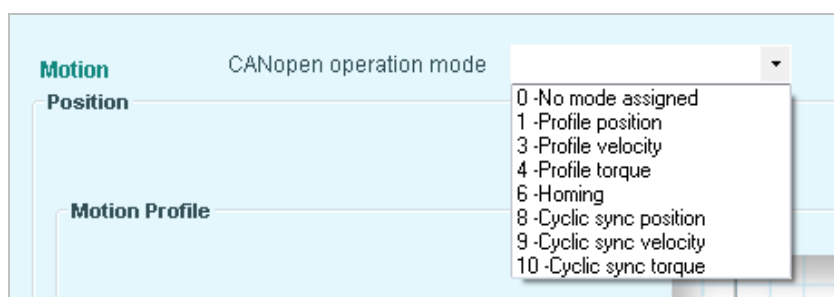 Motion
CANopen operation mode
Position
0 -No mode assigned
1 -Profile position
3 -Profile velocity
4 -Profile torque
6 -Homing
8 -Cyclic sync position
9 -Cyclic sync velocity
10 -Cyclic sync torque
Motion Profile